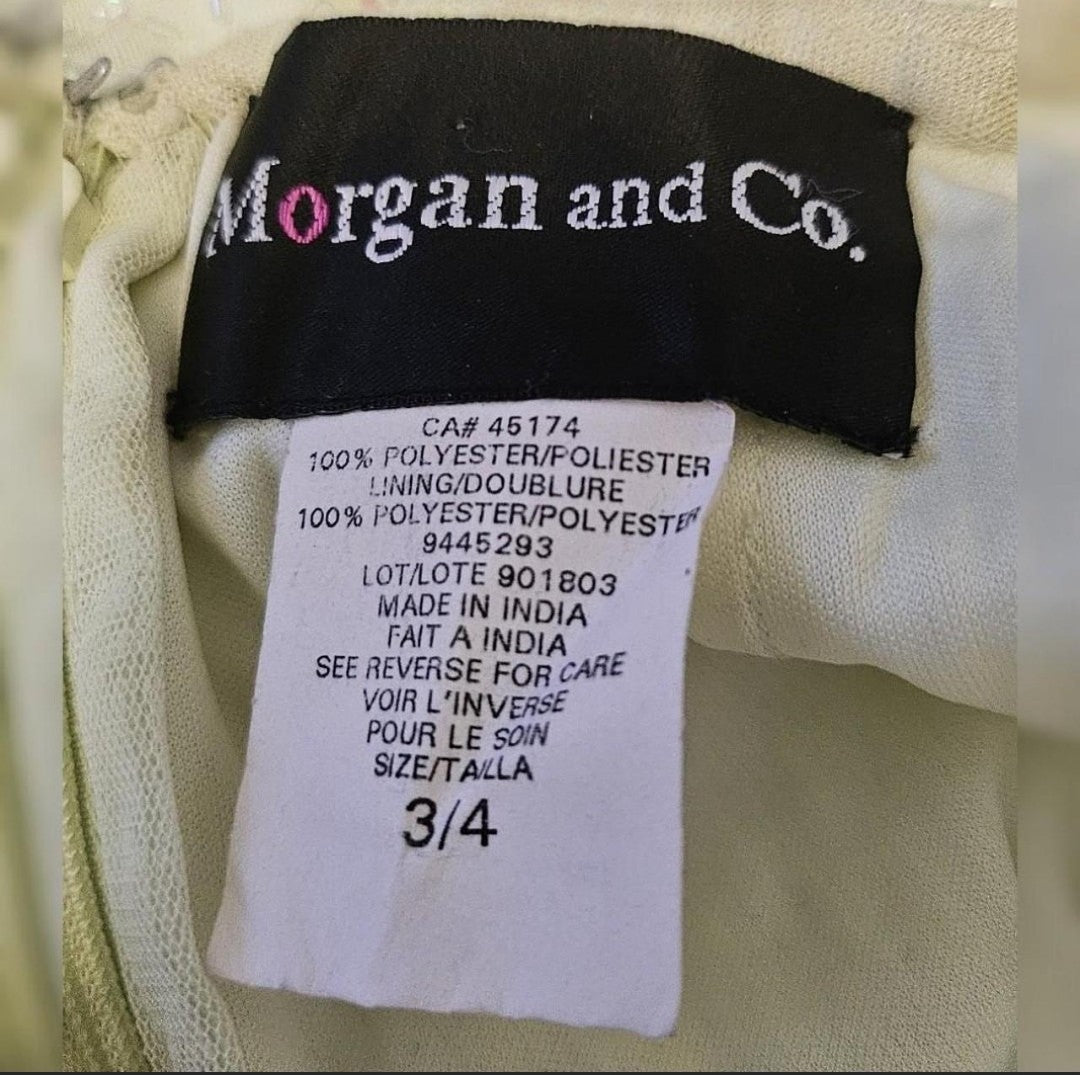 Morgan and Co.
CA# 45174
100% POLYESTER/POLIESTER
LINING/DOUBLURE
100% POLYESTER/POLYESTER
9445293
LOT/LOTE 901803
MADE IN INDIA
FAIT A INDIA
SEE REVERSE FOR CARE
VOIR L'INVERSE
POUR LE SOIN
SIZE/TAILLA
3/4